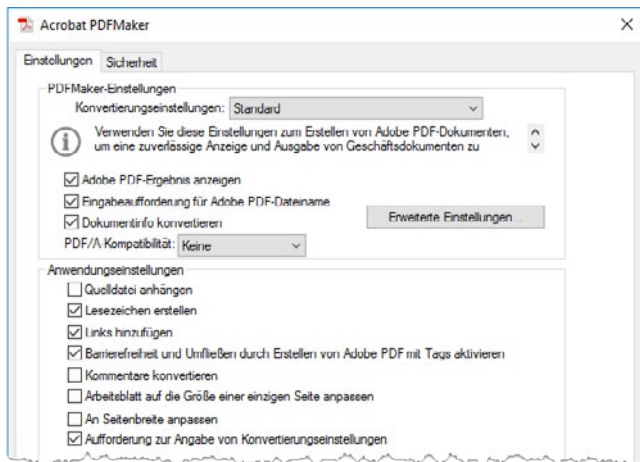 Acrobat PDFMaker
Einstellungen Sicherheit
PDFMaker-Einstellungen
Konvertierungseinstellungen: Standard
Verwenden Sie diese Einstellungen zum Erstellen von Adobe PDF-Dokumenten,
um eine zuverlässige Anzeige und Ausgabe von Geschäftsdokumenten zu
Adobe PDF-Ergebnis anzeigen
Eingabeaufforderung für Adobe PDF-Dateiname
Dokumentinfo konvertieren
Erweiterte Einstellungen...
PDF/A Kompatibilität: Keine
Anwendungseinstellungen
Quelldatei anhängen
Lesezeichen erstellen
Links hinzufügen
Barrierefreiheit und Umfließen durch Erstellen von Adobe PDF mit Tags aktivieren
Kommentare konvertieren
Arbeitsblatt auf die Größe einer einzigen Seite anpassen
An Seitenbreite anpassen
Aufforderung zur Angabe von Konvertierungseinstellungen